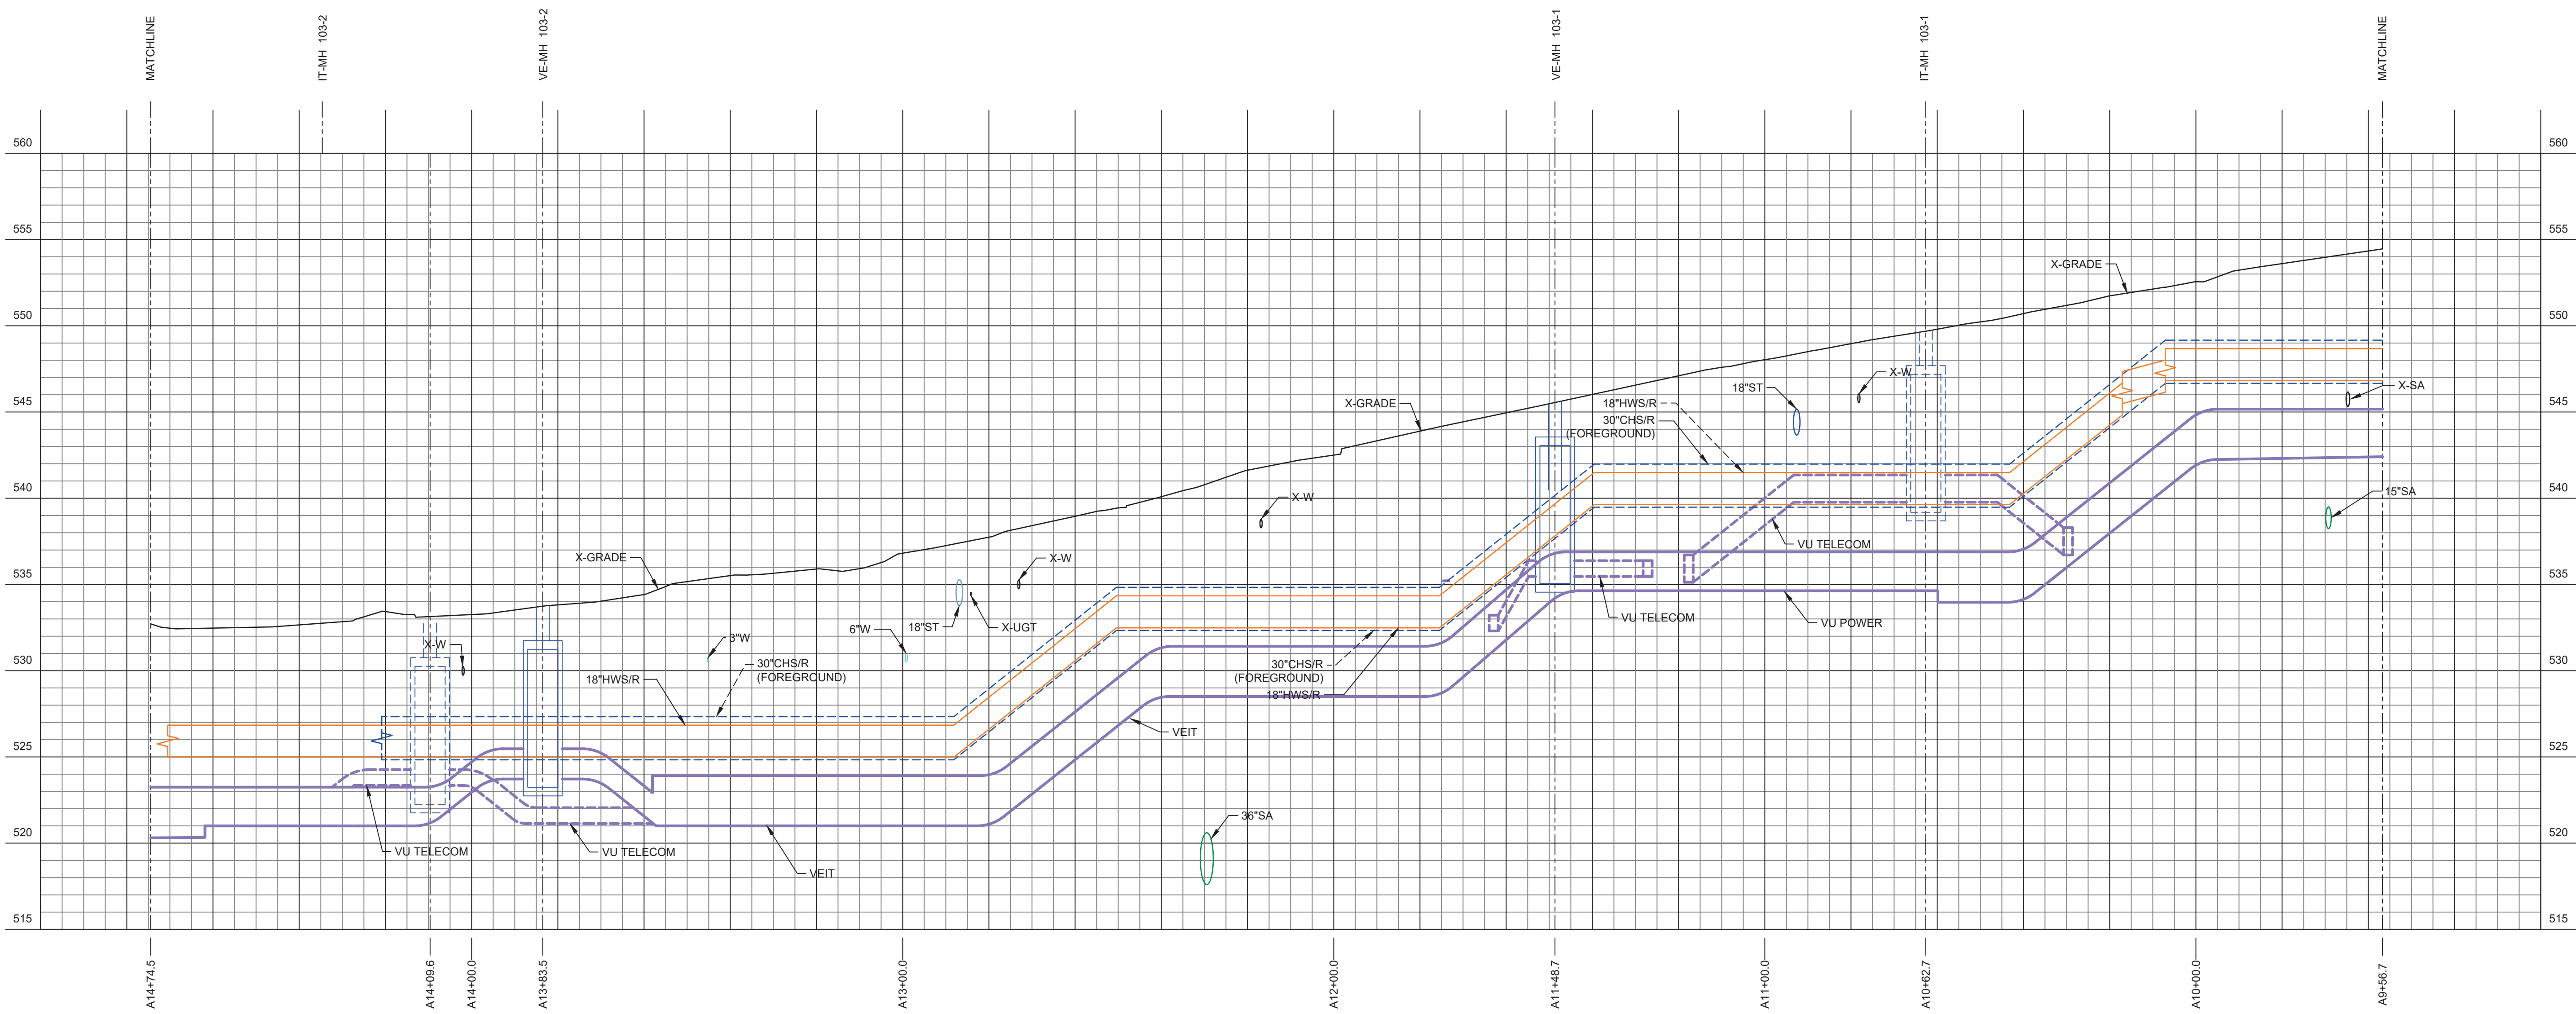 MATCHLINE
IT-MH 103-2
VE-MH 103-2
VE-MH 103-1
IT-MH 103-1
MATCHLINE
560
560
555
555
X-GRADE
550
550
X-W
18"ST
X-SA
545
545
X-GRADE
18"HWS/R
30"CHS/R
(FOREGROUND)
540
540
X-W
15"SA
VU TELECOM
X-GRADE
X-W
535
535
VU TELECOM
VU POWER
18"ST
X-UGT
6"W
3"W
X-W
530
530
30"CHS/R
(FOREGROUND)
18"HWS/R
30"CHS/R
(FOREGROUND)
18"HWS/R
VEIT
525
525
520
520
36"SA
VU TELECOM
VU TELECOM
VEIT
515
515
A14+74.5
A14+09.6
A14+00.0
A13+83.5
A13+00.0
A12+00.0
A11+48.7
A11+00.0
A10+62.7
A10+00.0
A9+56.7